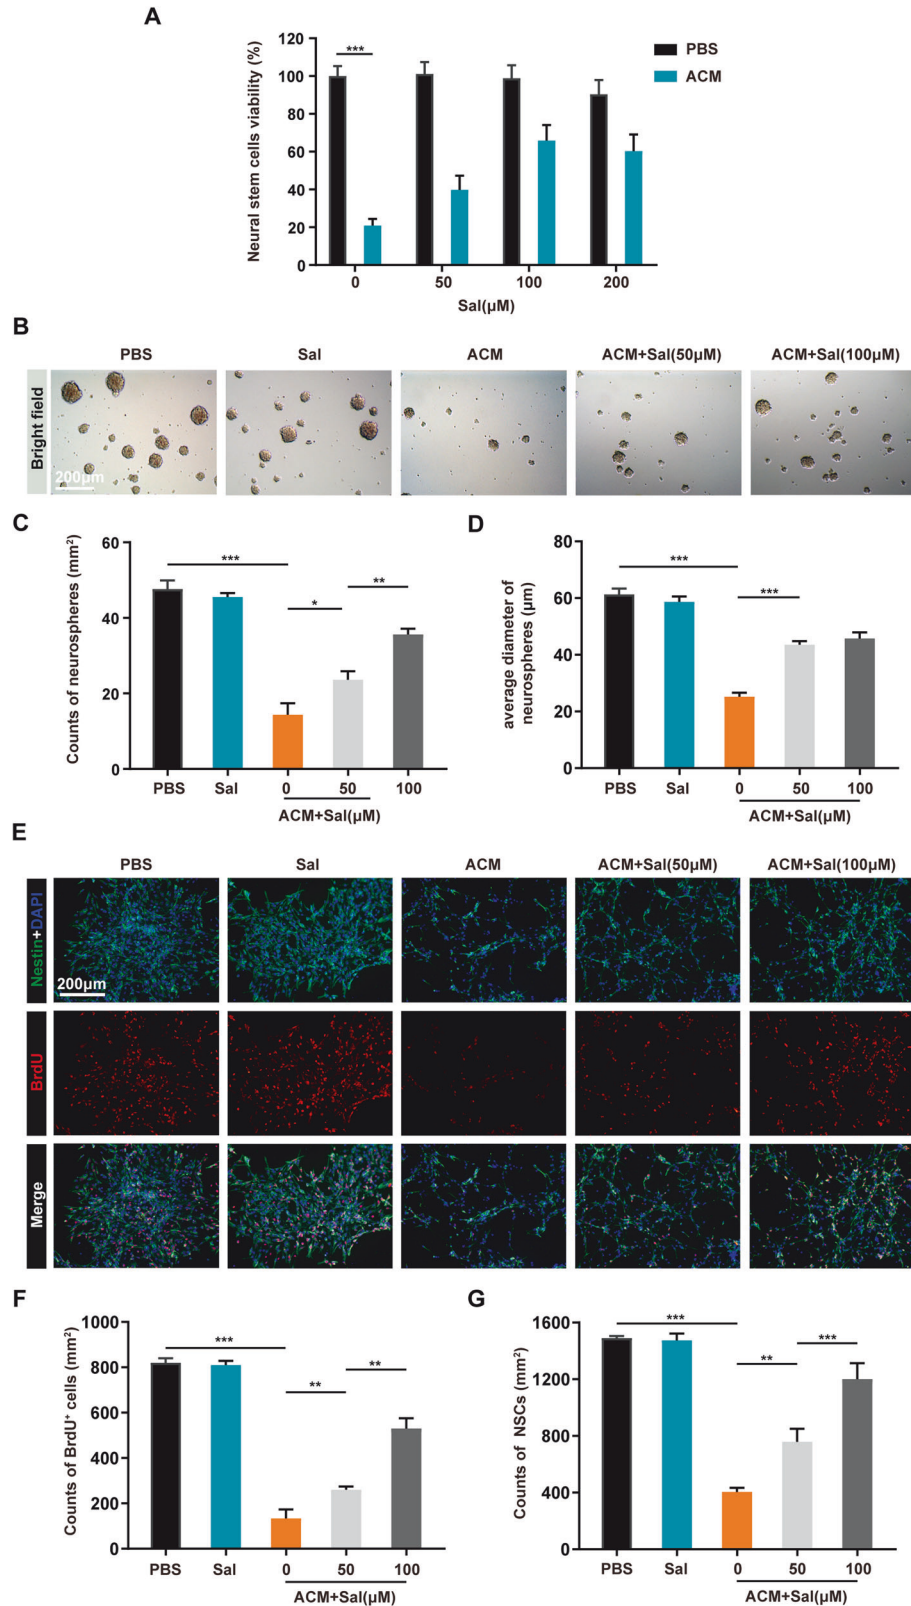 A
Neural stem cells viability (%)
120
100
80
60
40
20
0
***
PBS
ACM
0 50 100 200
Sal(μM)
B
PBS Sal ACM ACM+Sal(50μM) ACM+Sal(100μM)
Bright field
200μm
C
Counts of neurospheres (mm²)
60
40
20
0
***
*
**
PBS Sal 0 50 100
ACM+Sal(μM)
D
average diameter of
neurospheres (μm)
80
60
40
20
0
***
***
PBS Sal 0 50 100
ACM+Sal(μM)
E
PBS Sal ACM ACM+Sal(50μM) ACM+Sal(100μM)
Nestin+DAPI
200μm
BrdU
Merge
F
Counts of BrdU⁺ cells (mm²)
1000
800
600
400
200
0
***
**
**
PBS Sal 0 50 100
ACM+Sal(μM)
G
Counts of NSCs (mm²)
1600
1200
800
400
0
***
**
***
PBS Sal 0 50 100
ACM+Sal(μM)